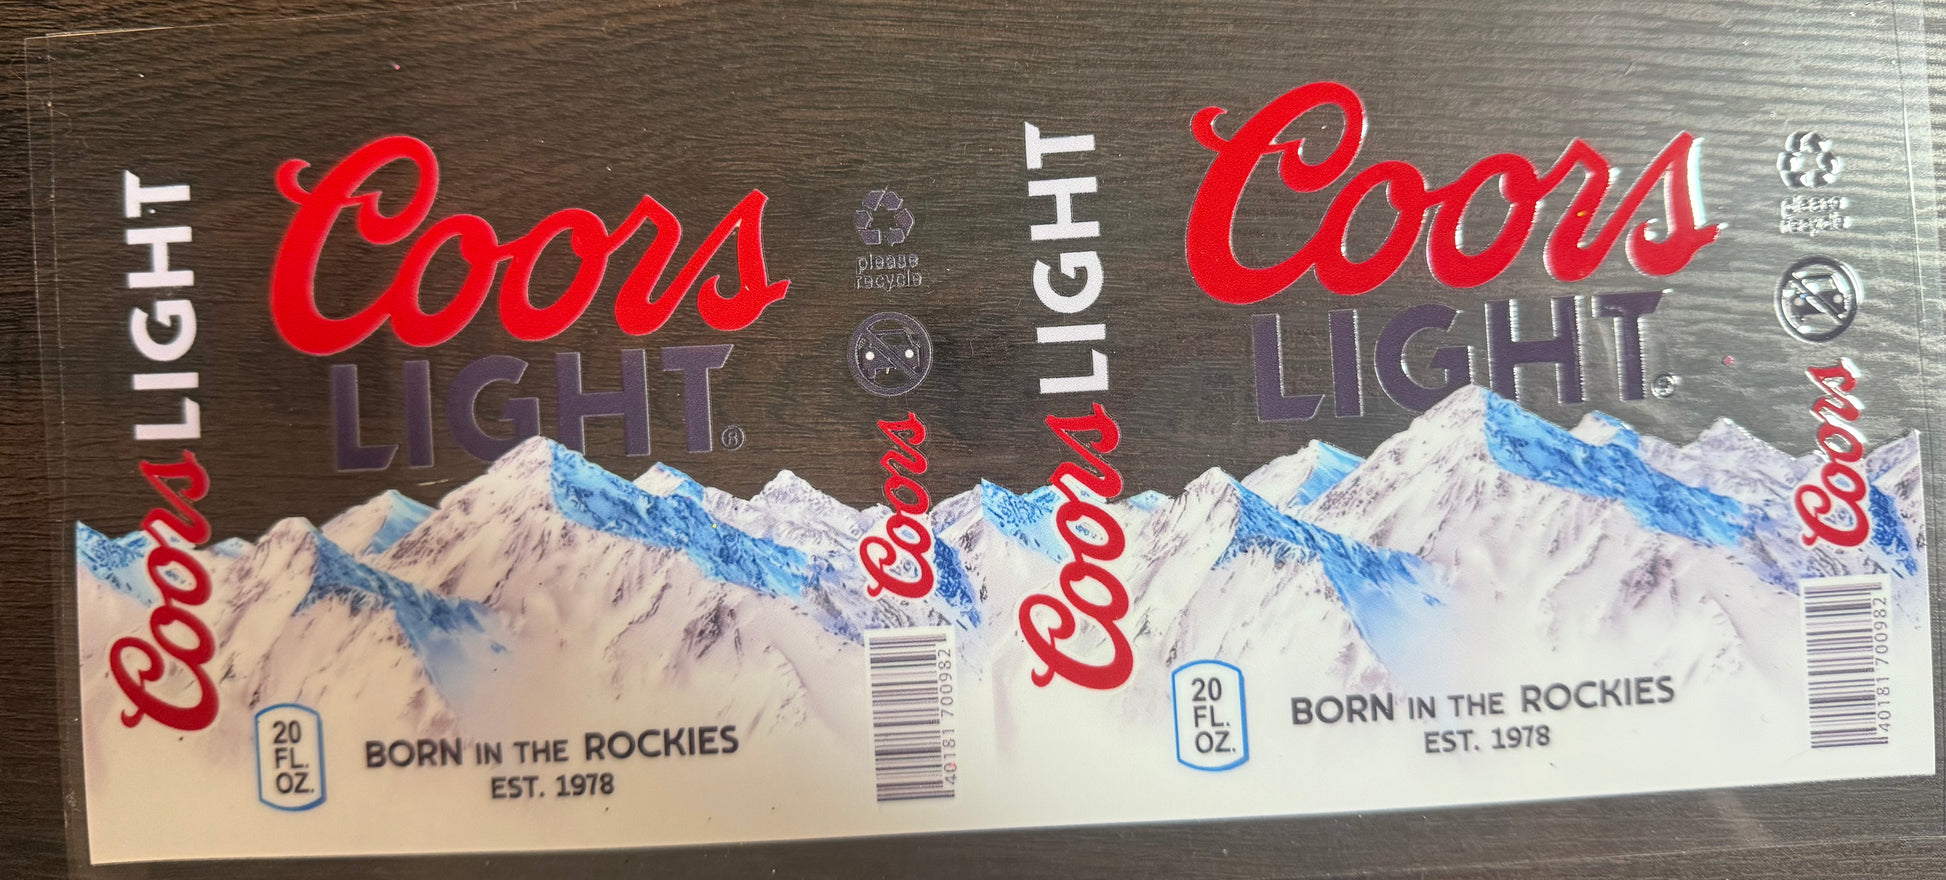 Coors LIGHT
Coors
LIGHT®
please
recycle
Coors
20
FL.
OZ.
BORN IN THE ROCKIES
EST. 1978
40181 700982
Coors LIGHT
Coors
LIGHT®
please
recycle
Coors
20
FL.
OZ.
BORN IN THE ROCKIES
EST. 1978
40181 700982